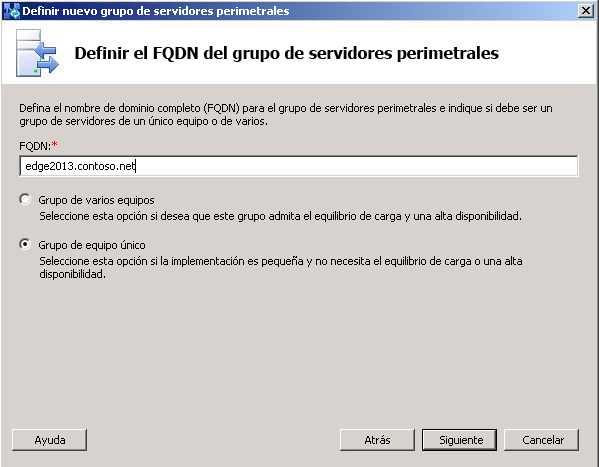 Definir nuevo grupo de servidores perimetrales
Definir el FQDN del grupo de servidores perimetrales
Defina el nombre de dominio completo (FQDN) para el grupo de servidores perimetrales e indique si debe ser un
grupo de servidores de un único equipo o de varios.
FQDN:*
edge2013.contoso.net
Grupo de varios equipos
Seleccione esta opción si desea que este grupo admita el equilibrio de carga y una alta disponibilidad.
Grupo de equipo único
Seleccione esta opción si la implementación es pequeña y no necesita el equilibrio de carga o una alta
disponibilidad.
Ayuda
Atrás
Siguiente
Cancelar